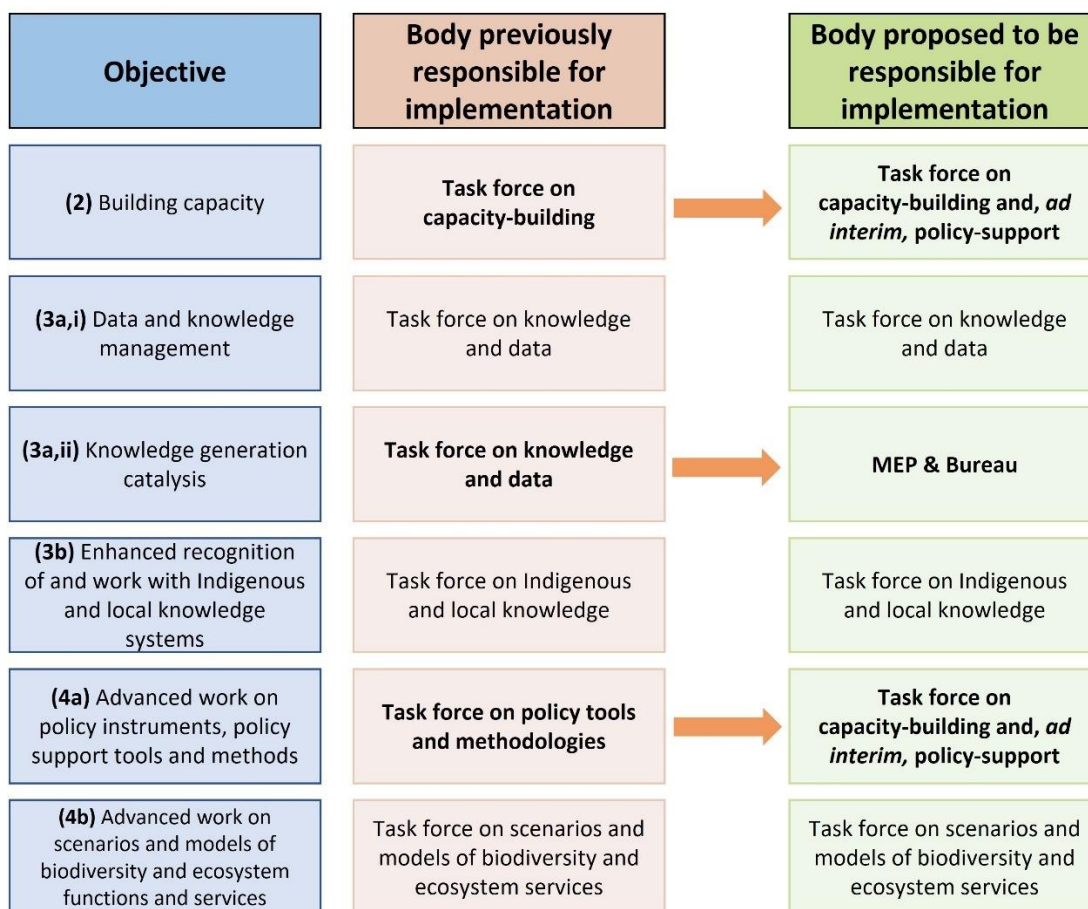 Objective
Body previously
responsible for
implementation
Body proposed to be
responsible for
implementation
(2) Building capacity
Task force on
capacity-building
Task force on
capacity-building and, ad
interim, policy-support
(3a,i) Data and knowledge
management
Task force on knowledge
and data
Task force on knowledge
and data
(3a,ii) Knowledge generation
catalysis
Task force on knowledge
and data
MEP & Bureau
(3b) Enhanced recognition
of and work with Indigenous
and local knowledge
systems
Task force on Indigenous
and local knowledge
Task force on Indigenous
and local knowledge
(4a) Advanced work on
policy instruments, policy
support tools and methods
Task force on policy tools
and methodologies
Task force on
capacity-building and, ad
interim, policy-support
(4b) Advanced work on
scenarios and models of
biodiversity and ecosystem
functions and services
Task force on scenarios and
models of biodiversity and
ecosystem services
Task force on scenarios and
models of biodiversity and
ecosystem services